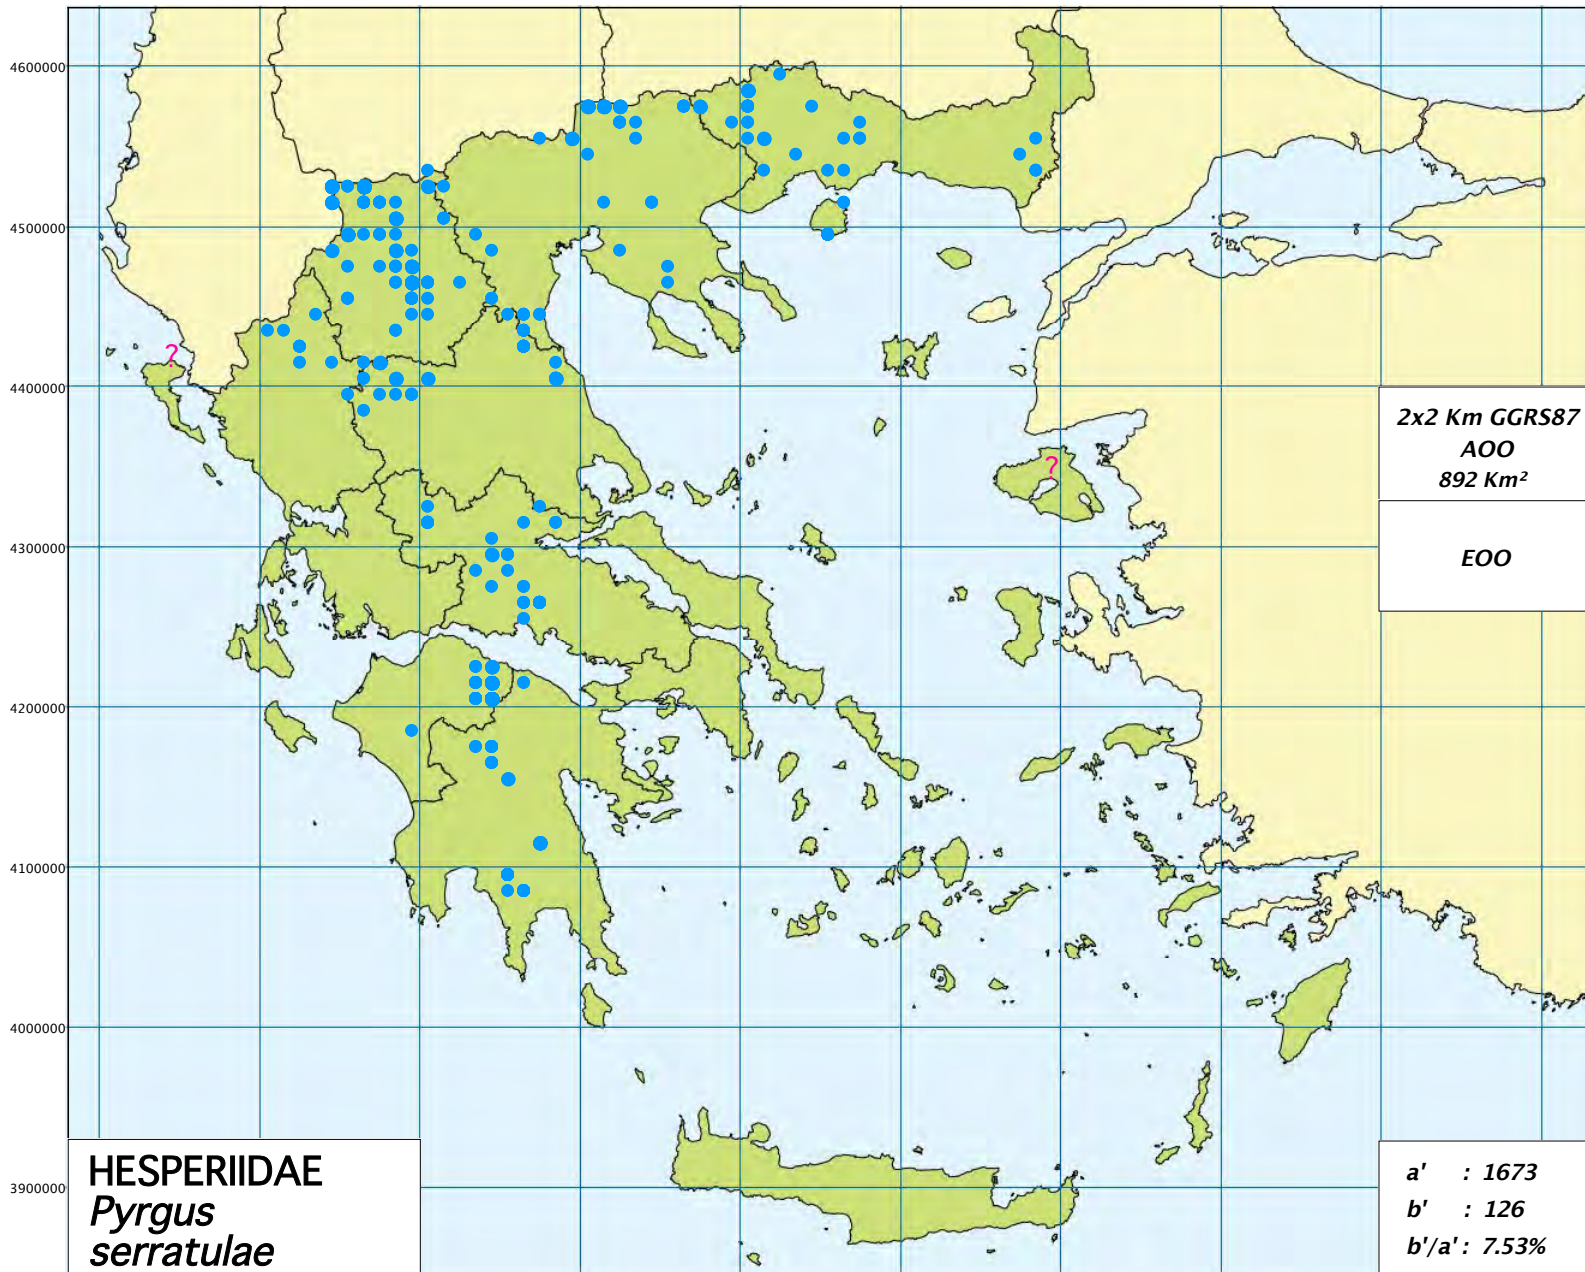 4600000
4500000
?
4400000
2x2 Km GGRS87
AOO
892 Km²
?
4300000
EOO
4200000
4100000
4000000
3900000
HESPERIIDAE
Pyrgus
serratulae
a' : 1673
b' : 126
b'/a' : 7.53%